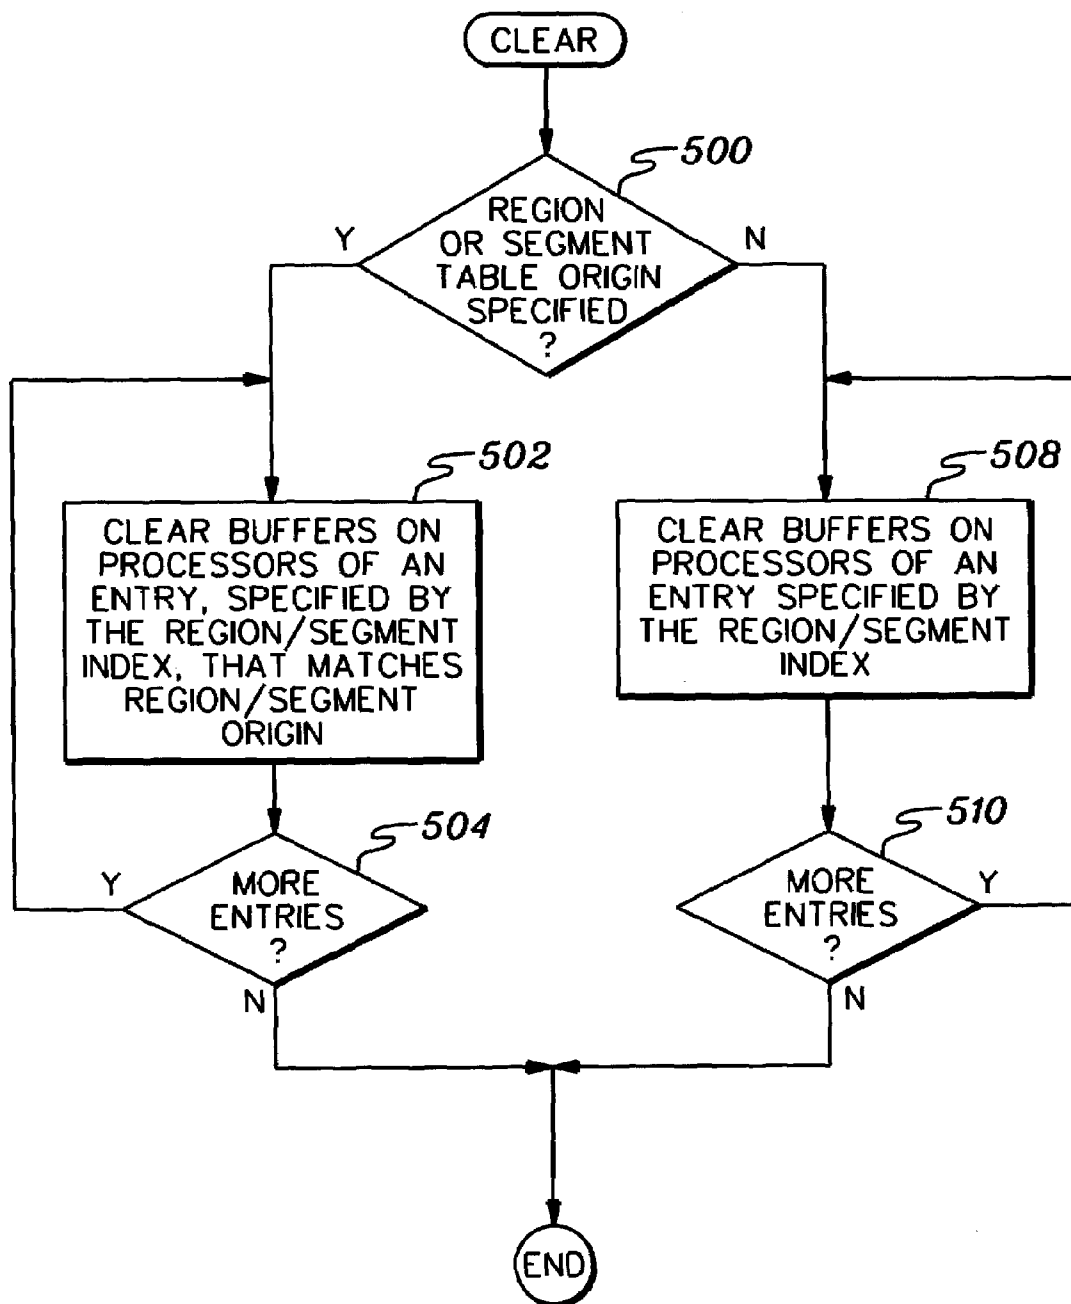 CLEAR
500
REGION
OR SEGMENT
TABLE ORIGIN
SPECIFIED
?
Y
N
502
CLEAR BUFFERS ON
PROCESSORS OF AN
ENTRY, SPECIFIED BY
THE REGION/SEGMENT
INDEX, THAT MATCHES
REGION/SEGMENT
ORIGIN
508
CLEAR BUFFERS ON
PROCESSORS OF AN
ENTRY SPECIFIED BY
THE REGION/SEGMENT
INDEX
504
Y
MORE
ENTRIES
?
N
510
MORE
ENTRIES
?
Y
N
END